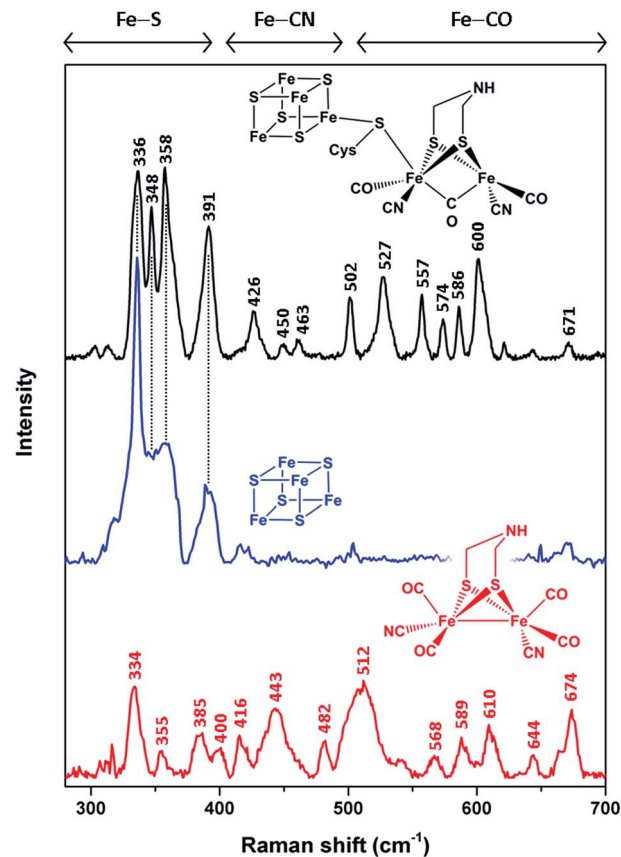 Fe–S Fe–CN Fe–CO
336
348
358
391
426
450
463
502
527
557
574
586
600
671
Fe S
S Fe
S Fe
Fe S
S
Cys
NH
S S
Fe Fe
CO
CN
C
O
CN
CO
Fe S
S Fe
S Fe
Fe S
NH
S S
OC
CO
Fe Fe
NC
OC
CN
CO
334
355
385
400
416
443
482
512
568
589
610
644
674
Intensity
300 400 500 600 700
Raman shift (cm⁻¹)